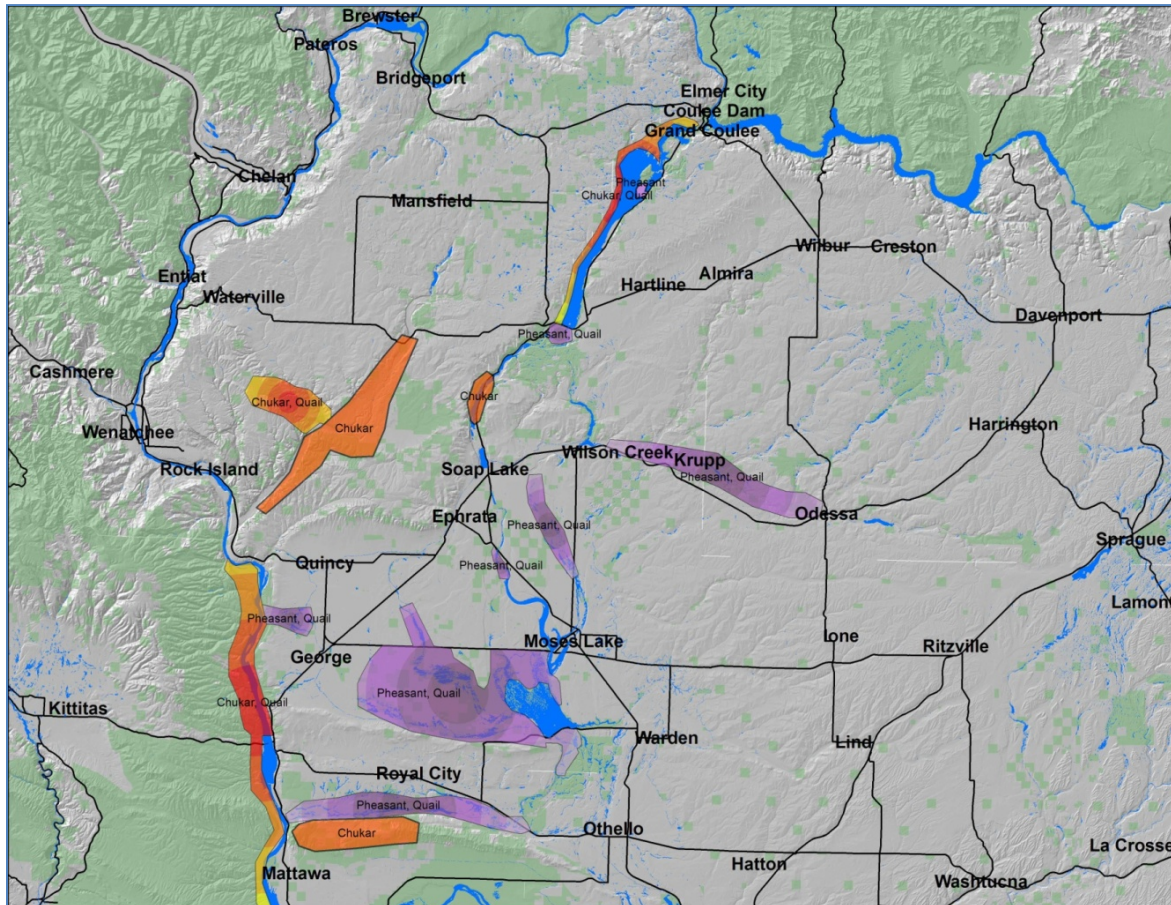 Brewster
Pateros
Bridgeport
Elmer City
Coulee Dam
Grand Coulee
Chelan
Pheasant
Chukar, Quail
Mansfield
Wilbur
Creston
Entiat
Almira
Hartline
Waterville
Davenport
Pheasant, Quail
Cashmere
Chukar
Chukar, Quail
Chukar
Harrington
Wenatchee
Rock Island
Soap Lake
Wilson Creek
Krupp
Pheasant, Quail
Ephrata
Odessa
Pheasant, Quail
Sprague
Quincy
Pheasant, Quail
Lamont
Pheasant, Quail
Moses Lake
Ione
Ritzville
George
Pheasant, Quail
Chukar, Quail
Kittitas
Warden
Lind
Royal City
Pheasant, Quail
Chukar
Othello
La Crosse
Hatton
Mattawa
Washtucna